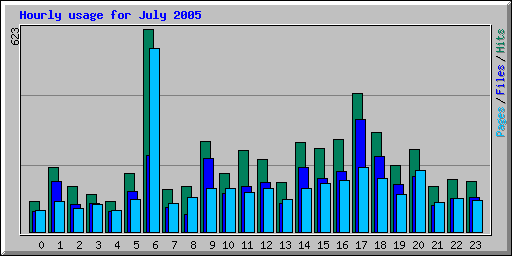 Hourly usage for July 2005
623
Pages / Files / Hits
0 1 2 3 4 5 6 7 8 9 10 11 12 13 14 15 16 17 18 19 20 21 22 23